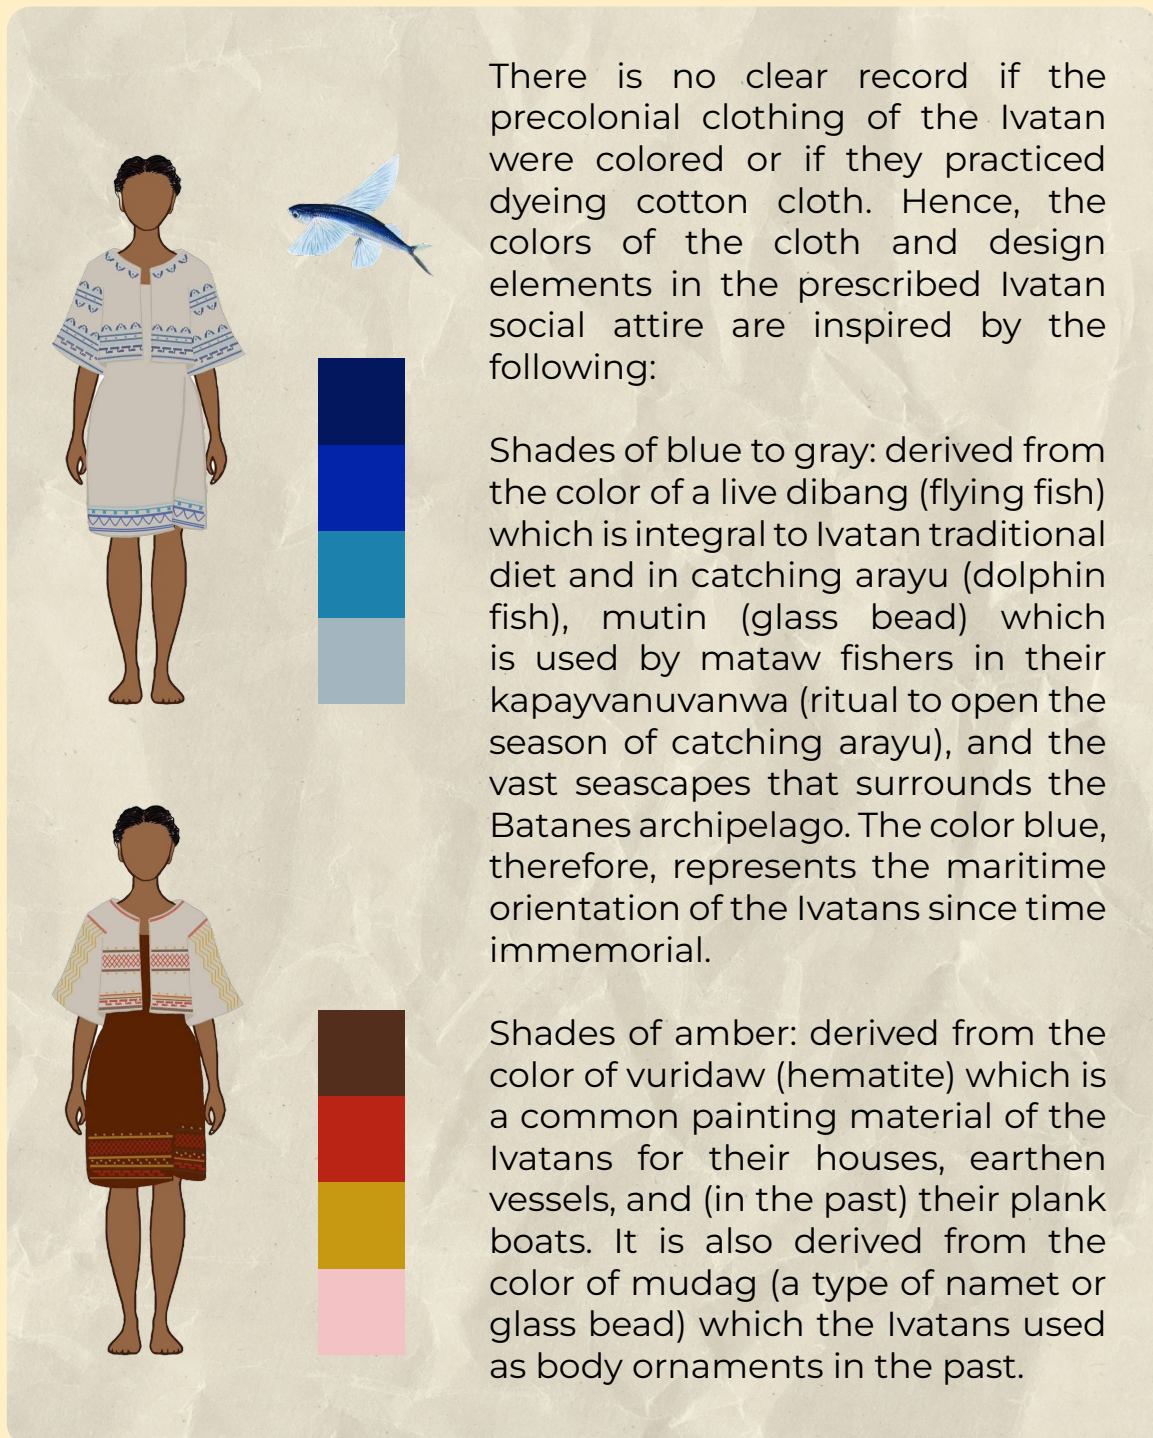 There is no clear record if the
precolonial clothing of the Ivatan
were colored or if they practiced
dyeing cotton cloth. Hence, the
colors of the cloth and design
elements in the prescribed Ivatan
social attire are inspired by the
following:
Shades of blue to gray: derived from
the color of a live dibang (flying fish)
which is integral to Ivatan traditional
diet and in catching arayu (dolphin
fish), mutin (glass bead) which
is used by mataw fishers in their
kapayvanuvanwa (ritual to open the
season of catching arayu), and the
vast seascapes that surrounds the
Batanes archipelago. The color blue,
therefore, represents the maritime
orientation of the Ivatans since time
immemorial.
Shades of amber: derived from the
color of vuridaw (hematite) which is
a common painting material of the
Ivatans for their houses, earthen
vessels, and (in the past) their plank
boats. It is also derived from the
color of mudag (a type of namet or
glass bead) which the Ivatans used
as body ornaments in the past.